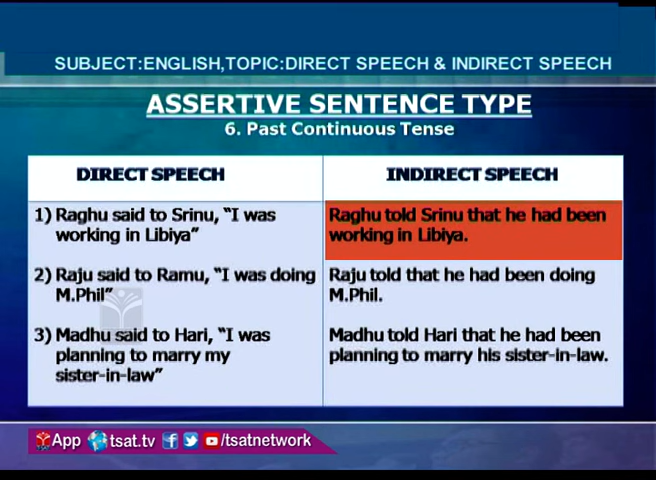 SUBJECT:ENGLISH,TOPIC:DIRECT SPEECH & INDIRECT SPEECH
ASSERTIVE SENTENCE TYPE
6. Past Continuous Tense
DIRECT SPEECH
INDIRECT SPEECH
1) Raghu said to Srinu, “I was
working in Libiya”
Raghu told Srinu that he had been
working in Libiya.
2) Raju said to Ramu, “I was doing
M.Phil”
Raju told that he had been doing
M.Phil.
3) Madhu said to Hari, “I was
planning to marry my
sister-in-law”
Madhu told Hari that he had been
planning to marry his sister-in-law.
App tsat.tv /tsatnetwork